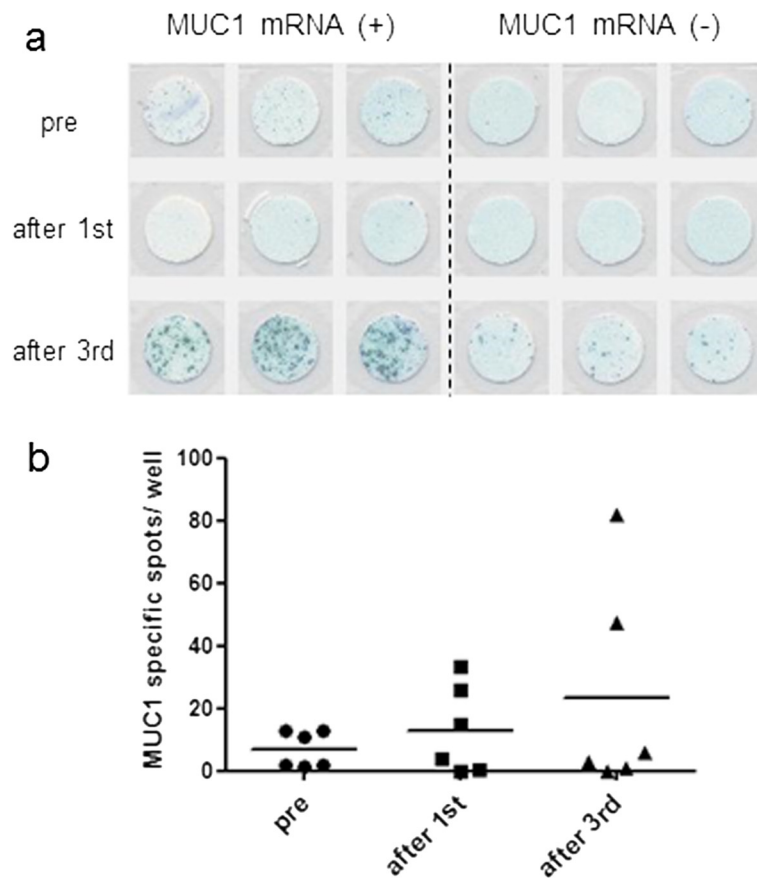 a
MUC1 mRNA (+) MUC1 mRNA (-)
pre
after 1st
after 3rd
b
MUC1 specific spots/ well
100
80
60
40
20
0
pre
after 1st
after 3rd